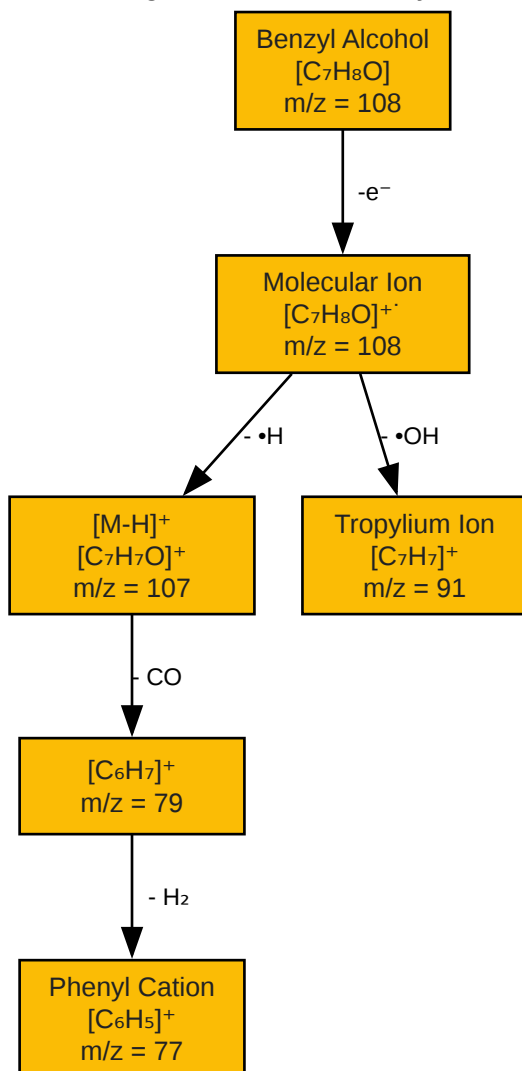 Benzyl Alcohol
[C₇H₈O]
m/z = 108
-e⁻
Molecular Ion
[C₇H₈O]⁺˙
m/z = 108
- •H
- •OH
[M-H]⁺
[C₇H₇O]⁺
m/z = 107
Tropylium Ion
[C₇H₇]⁺
m/z = 91
- CO
[C₆H₇]⁺
m/z = 79
- H₂
Phenyl Cation
[C₆H₅]⁺
m/z = 77